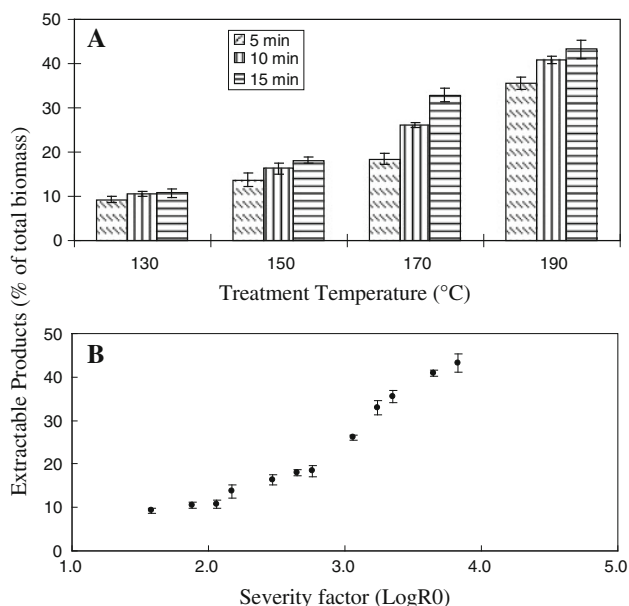 Extractable Products (% of total biomass)
A
5 min
10 min
15 min
50
40
30
20
10
0
130 150 170 190
Treatment Temperature (°C)
B
50
40
30
20
10
0
1.0 2.0 3.0 4.0 5.0
Severity factor (LogR0)